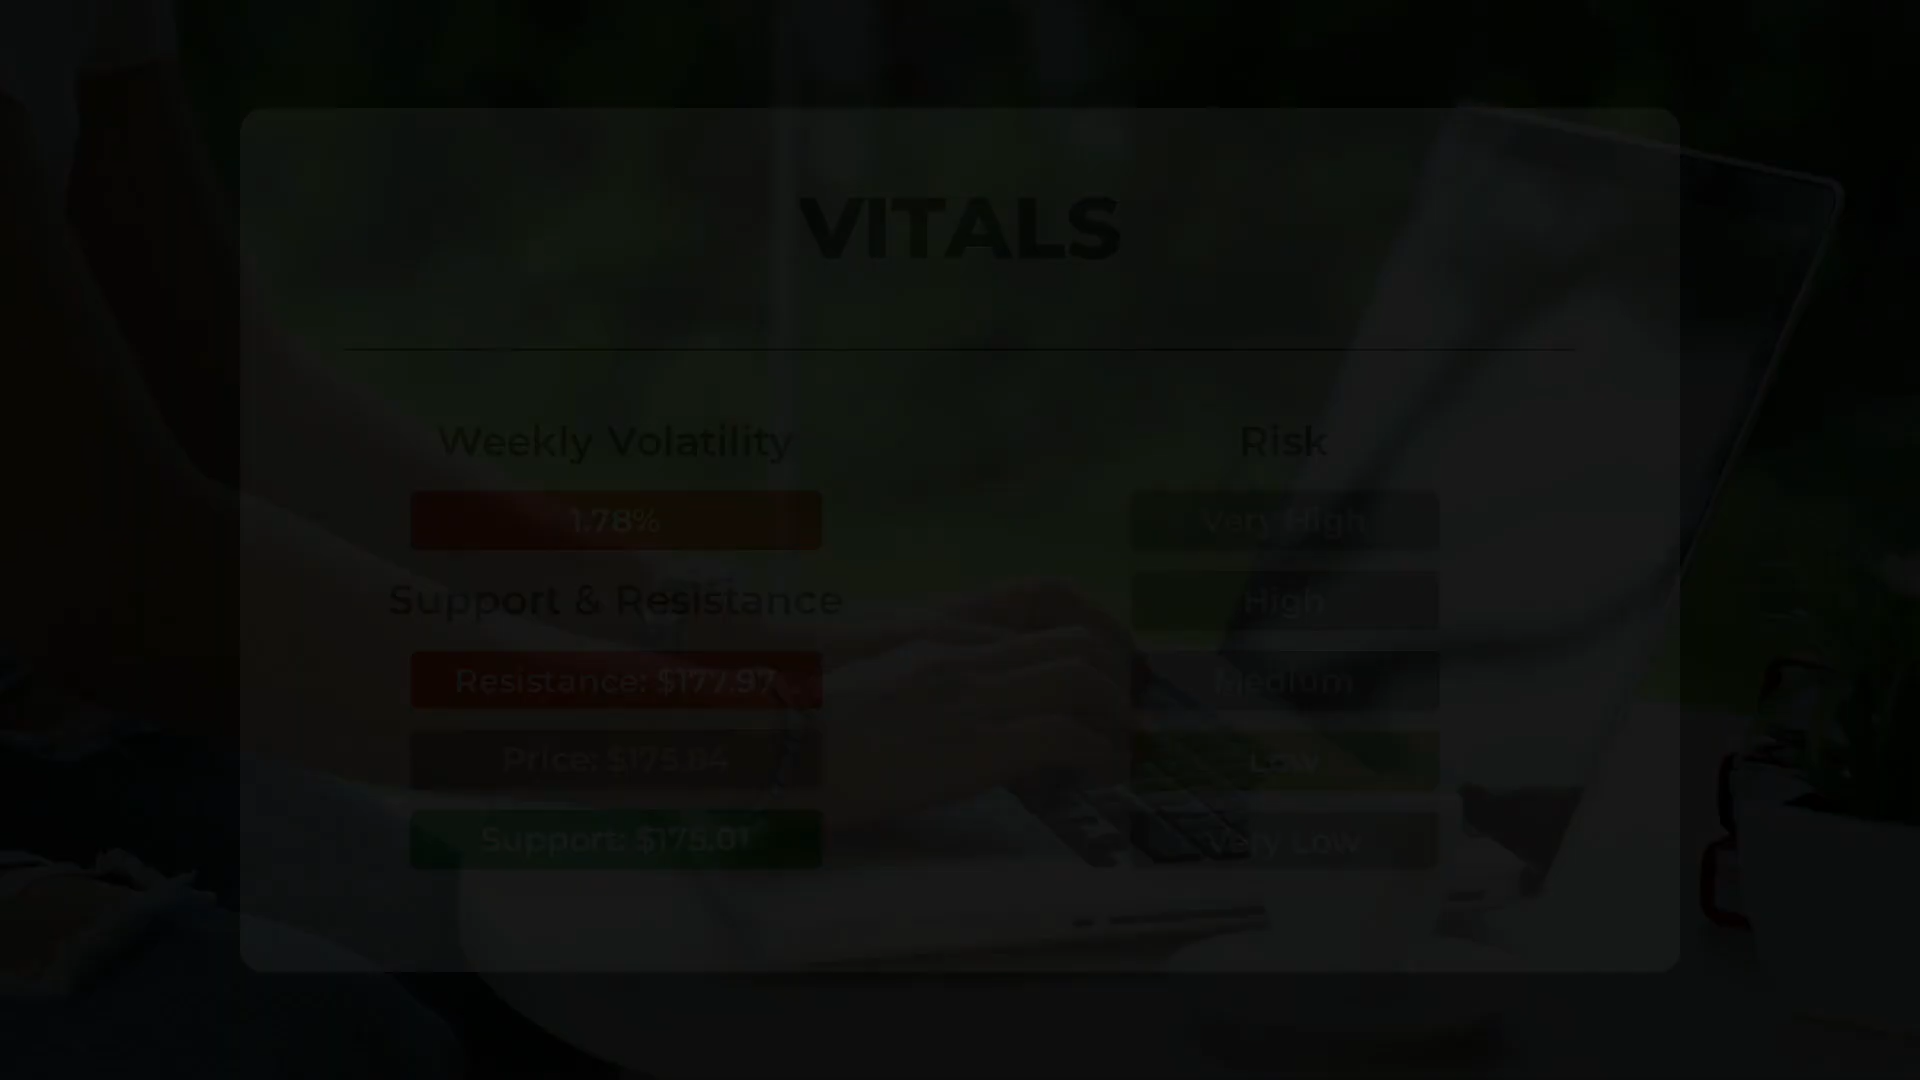 VITALS
Weekly Volatility
1.78%
Support & Resistance
Resistance: $177.97
Price: $175.04
Support: $175.01
Risk
Very High
High
Medium
Low
Very Low